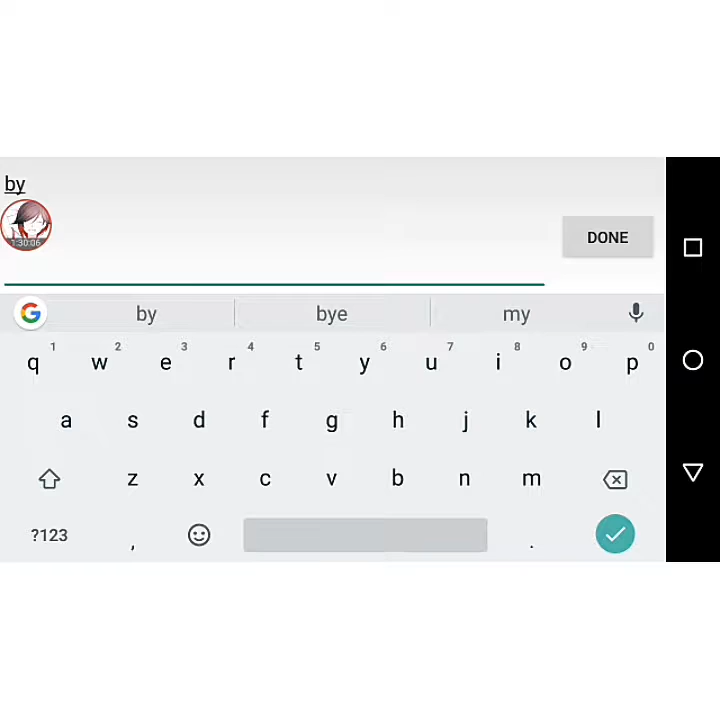 by
1:30:06
DONE
G
by bye my
1 2 3 4 5 6 7 8 9 0
q w e r t y u i o p
a s d f g h j k l
z x c v b n m
?123 , .